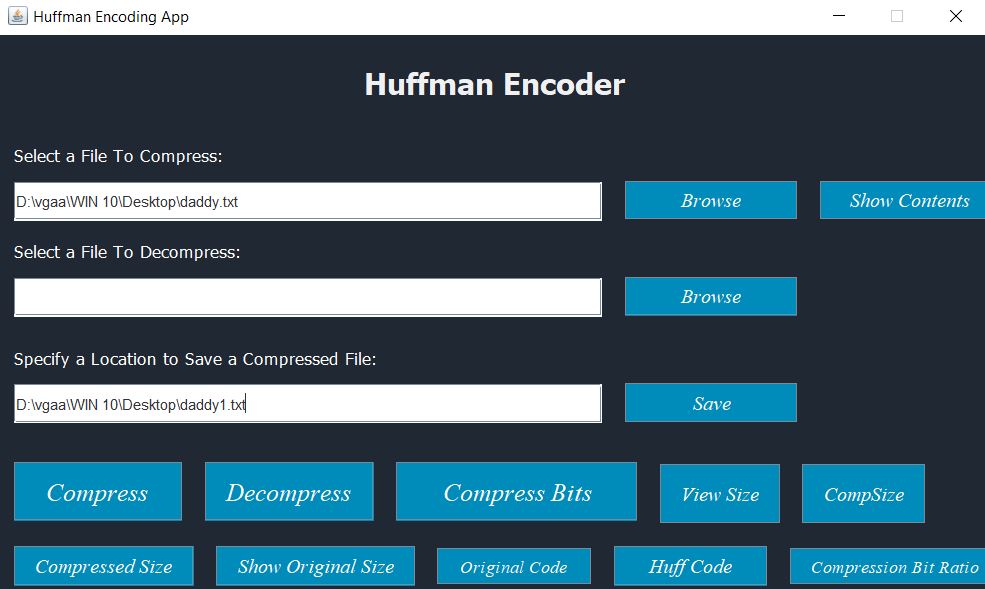 Huffman Encoding App
Huffman Encoder
Select a File To Compress:
D:\vgaa\WIN 10\Desktop\daddy.txt
Browse
Show Contents
Select a File To Decompress:
Browse
Specify a Location to Save a Compressed File:
D:\vgaa\WIN 10\Desktop\daddy1.txt
Save
Compress
Decompress
Compress Bits
View Size
CompSize
Compressed Size
Show Original Size
Original Code
Huff Code
Compression Bit Ratio